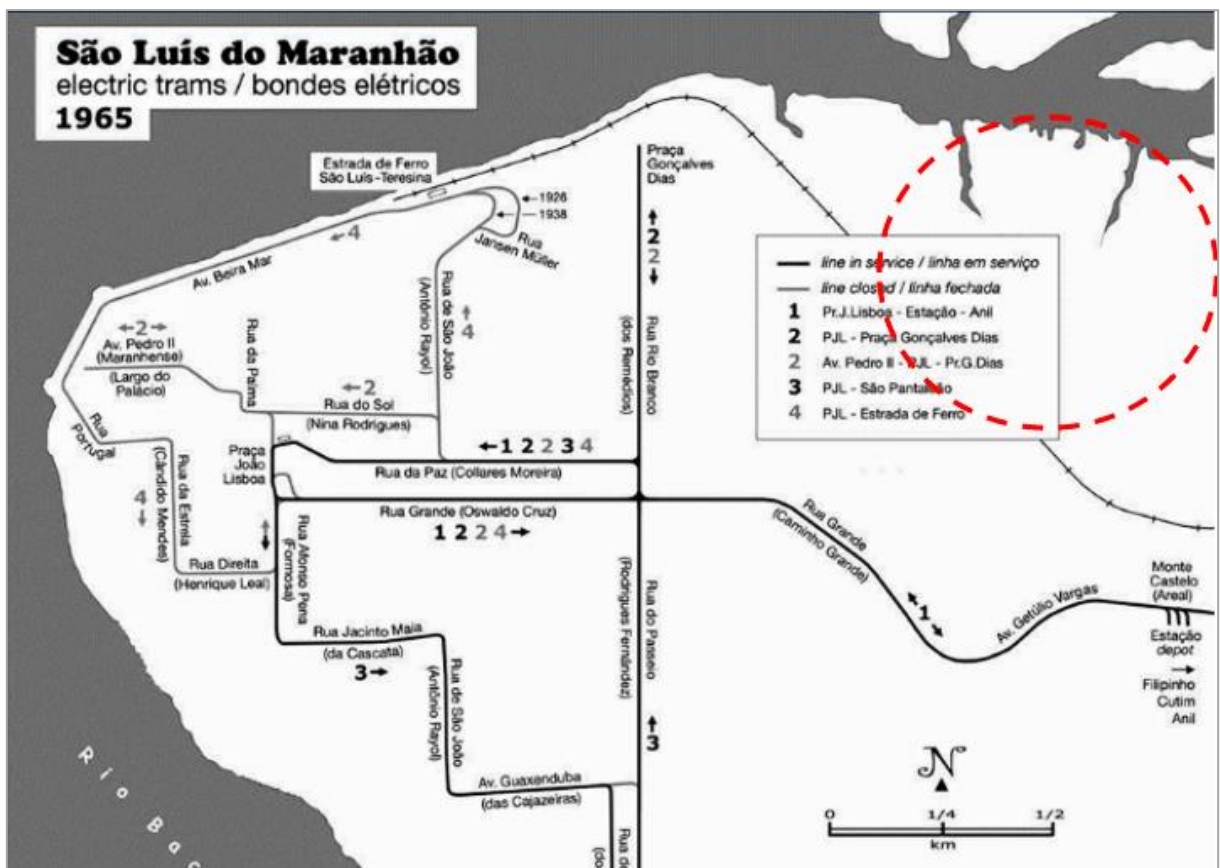 São Luís do Maranhão
electric trams / bondes elétricos
1965
Estrada de Ferro
São Luís-Teresina
1926
1938
Rua
Jansen Müller
Praça
Gonçalves
Dias
2
2
4
Av. Beira Mar
4
Rua de São João
(Antônio Rayol)
Rua Rio Branco
(dos Remédios)
line in service / linha em serviço
line closed / linha fechada
1 Pr.J.Lisboa - Estação - Anil
2 PJL - Praça Gonçalves Dias
2 Av. Pedro II - PJL - Pr.G.Dias
3 PJL - São Pantaleão
4 PJL - Estrada de Ferro
2
Av. Pedro II
(Maranhense)
(Largo do
Palácio)
Rua da Palma
2
Rua do Sol
(Nina Rodrigues)
Rua
Portugal
Praça
João
Lisboa
1 2 2 3 4
Rua da Paz (Collares Moreira)
Rua Grande (Oswaldo Cruz)
1 2 2 4
Rua da Estrela
(Cândido Mendes)
4
Rua Direita
(Henrique Leal)
Rua Afonso Pena
(Formosa)
Rua Grande
(Caminho Grande)
1
Av. Getúlio Vargas
Monte
Castelo
(Areal)
Estação
depot
Filipinho
Cutim
Anil
Rua Jacinto Maia
(da Cascata)
3
Rua de São João
(Antônio Rayol)
Rua do Passeio
(Rodrigues Fernández)
3
Av. Guaxenduba
(das Cajazeiras)
Rio
N
0 1/4 1/2
km